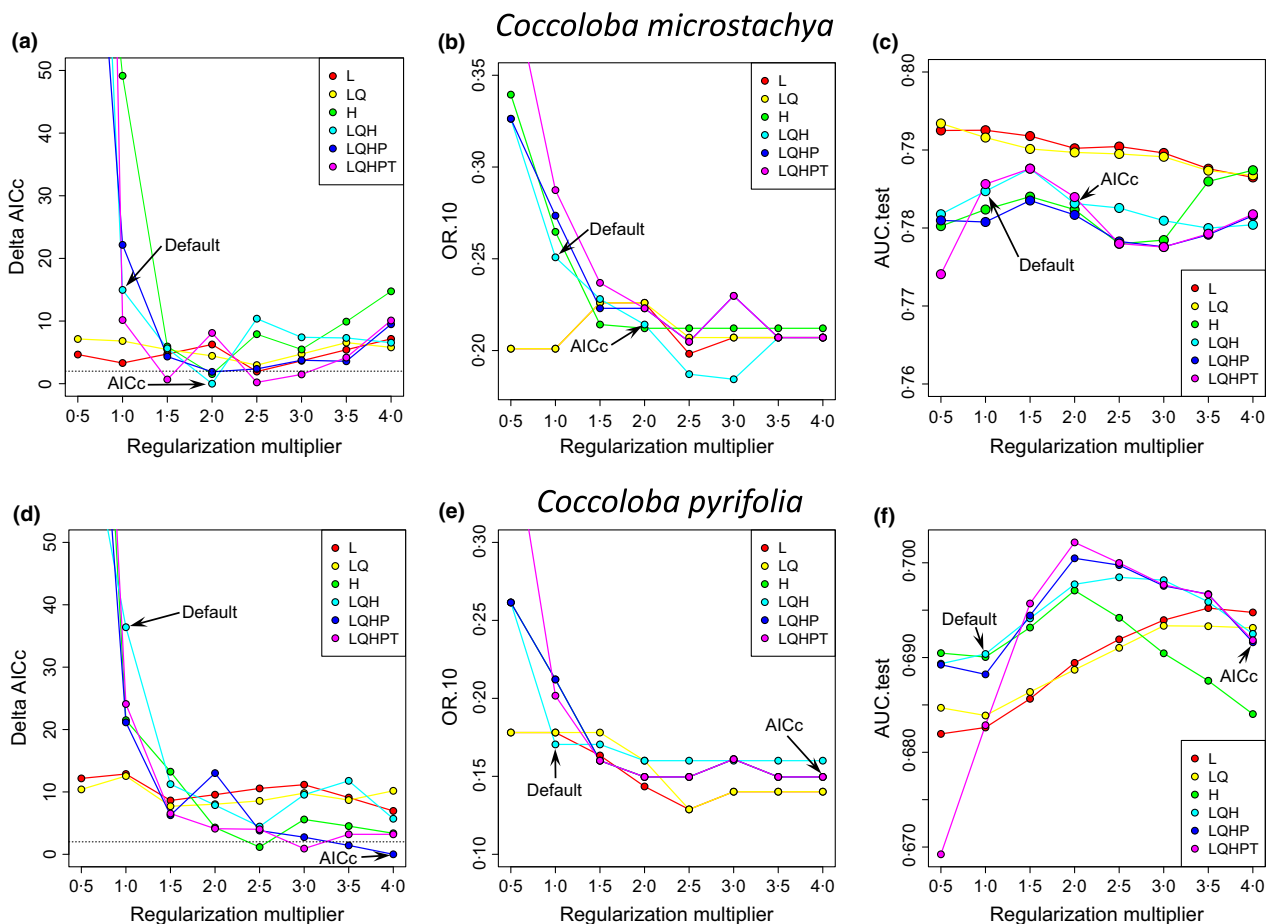 Coccoloba microstachya
(a)
Delta AICc
50
40
30
20
10
0
L
LQ
H
LQH
LQHP
LQHPT
Default
AICc
0·5 1·0 1·5 2·0 2·5 3·0 3·5 4·0
Regularization multiplier
(b)
OR.10
0·35
0·30
0·25
0·20
L
LQ
H
LQH
LQHP
LQHPT
Default
AICc
0·5 1·0 1·5 2·0 2·5 3·0 3·5 4·0
Regularization multiplier
(c)
AUC.test
0·80
0·79
0·78
0·77
0·76
AICc
Default
L
LQ
H
LQH
LQHP
LQHPT
0·5 1·0 1·5 2·0 2·5 3·0 3·5 4·0
Regularization multiplier
Coccoloba pyrifolia
(d)
Delta AICc
50
40
30
20
10
0
L
LQ
H
LQH
LQHP
LQHPT
Default
AICc
0·5 1·0 1·5 2·0 2·5 3·0 3·5 4·0
Regularization multiplier
(e)
OR.10
0·30
0·25
0·20
0·15
0·10
L
LQ
H
LQH
LQHP
LQHPT
AICc
Default
0·5 1·0 1·5 2·0 2·5 3·0 3·5 4·0
Regularization multiplier
(f)
AUC.test
0·700
0·690
0·680
0·670
Default
AICc
L
LQ
H
LQH
LQHP
LQHPT
0·5 1·0 1·5 2·0 2·5 3·0 3·5 4·0
Regularization multiplier